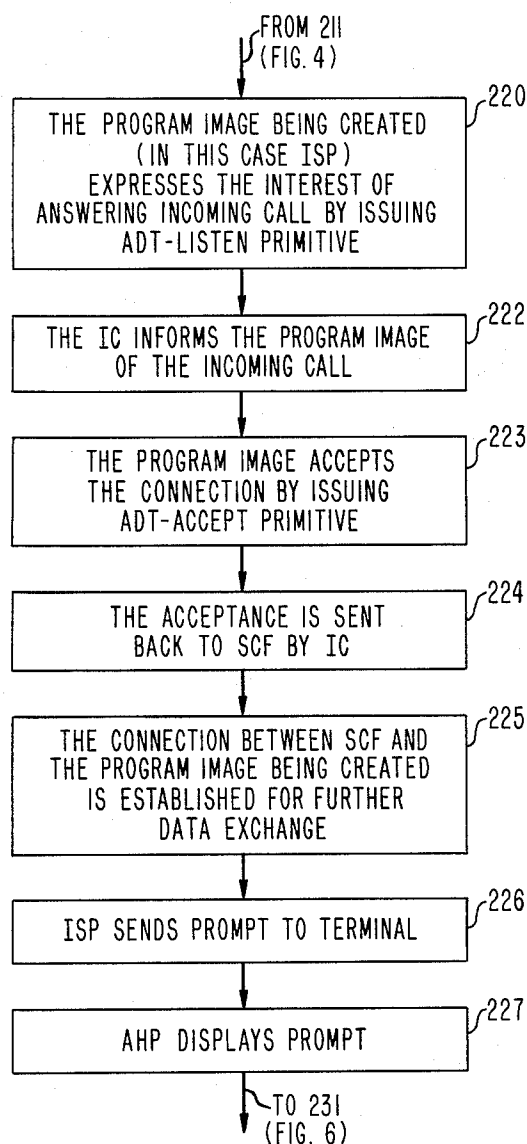 FROM 211
(FIG. 4)
220
THE PROGRAM IMAGE BEING CREATED
(IN THIS CASE ISP)
EXPRESSES THE INTEREST OF
ANSWERING INCOMING CALL BY ISSUING
ADT-LISTEN PRIMITIVE
222
THE IC INFORMS THE PROGRAM IMAGE
OF THE INCOMING CALL
223
THE PROGRAM IMAGE ACCEPTS
THE CONNECTION BY ISSUING
ADT-ACCEPT PRIMITIVE
224
THE ACCEPTANCE IS SENT
BACK TO SCF BY IC
225
THE CONNECTION BETWEEN SCF AND
THE PROGRAM IMAGE BEING CREATED
IS ESTABLISHED FOR FURTHER
DATA EXCHANGE
226
ISP SENDS PROMPT TO TERMINAL
227
AHP DISPLAYS PROMPT
TO 231
(FIG. 6)